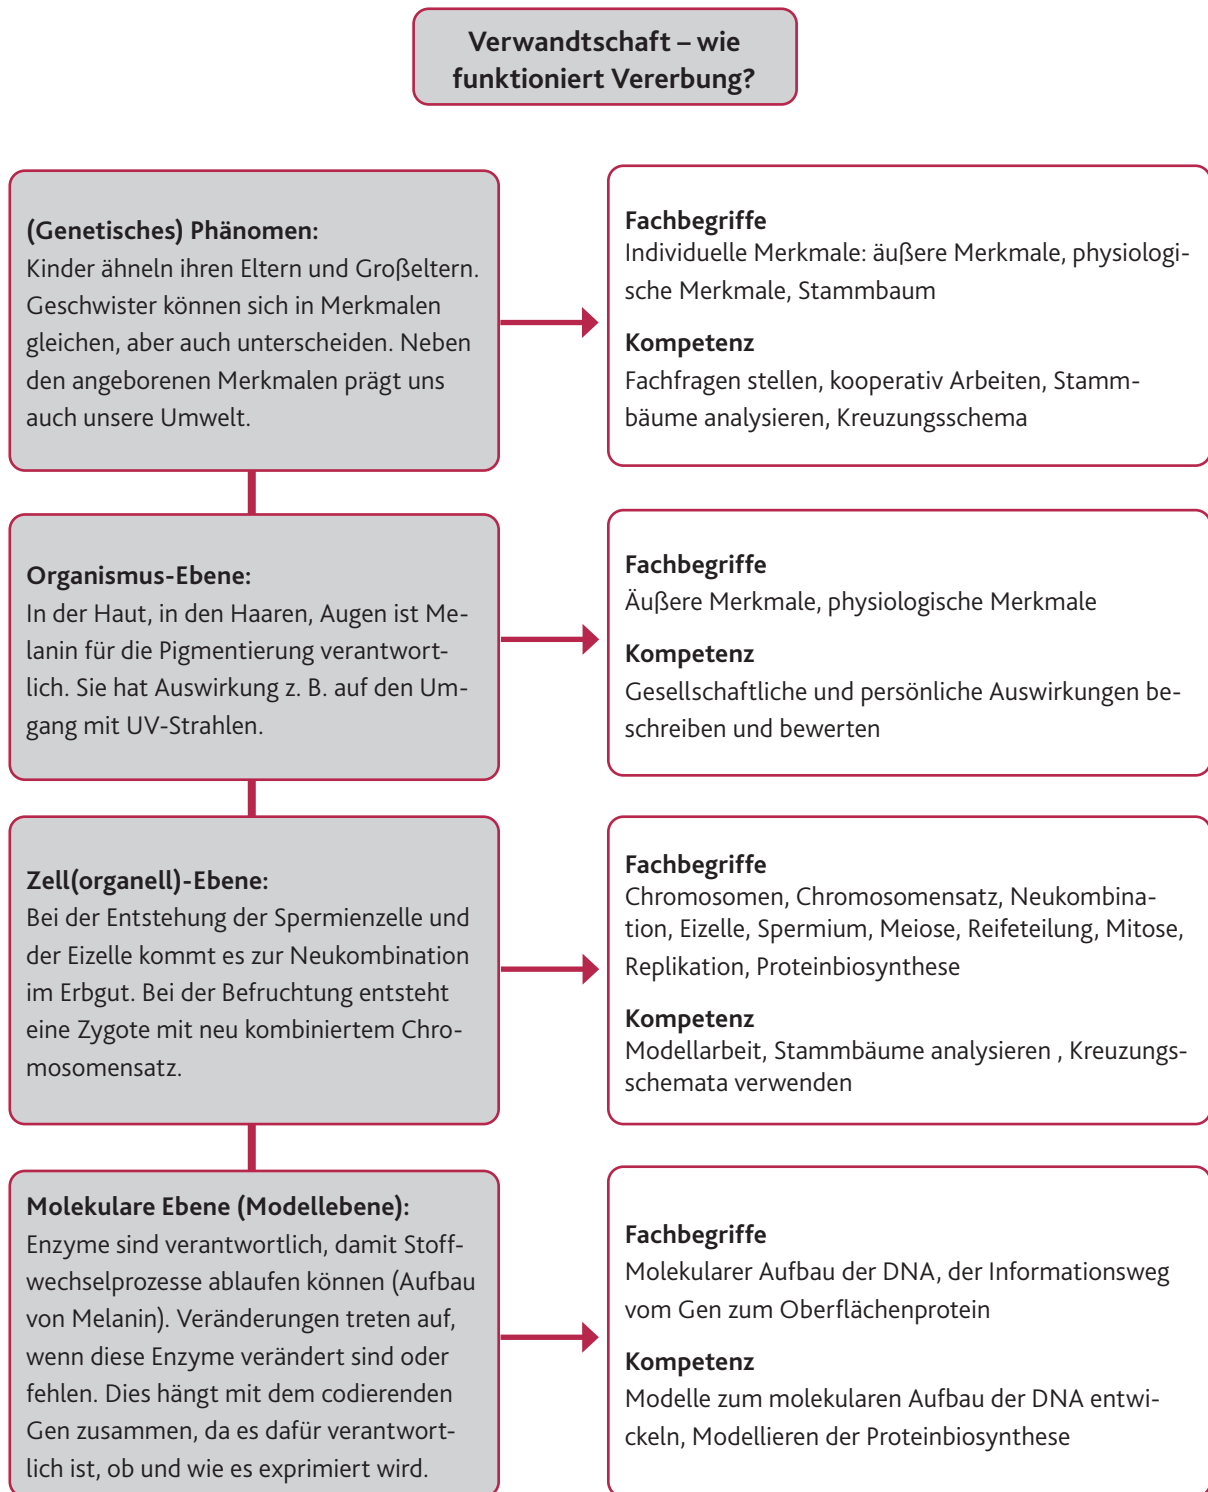 Verwandtschaft – wie
funktioniert Vererbung?
(Genetisches) Phänomen:
Kinder ähneln ihren Eltern und Großeltern.
Geschwister können sich in Merkmalen
gleichen, aber auch unterscheiden. Neben
den angeborenen Merkmalen prägt uns
auch unsere Umwelt.
Fachbegriffe
Individuelle Merkmale: äußere Merkmale, physiologi-
sche Merkmale, Stammbaum
Kompetenz
Fachfragen stellen, kooperativ Arbeiten, Stamm-
bäume analysieren, Kreuzungsschema
Organismus-Ebene:
In der Haut, in den Haaren, Augen ist Me-
lanin für die Pigmentierung verantwort-
lich. Sie hat Auswirkung z. B. auf den Um-
gang mit UV-Strahlen.
Fachbegriffe
Äußere Merkmale, physiologische Merkmale
Kompetenz
Gesellschaftliche und persönliche Auswirkungen be-
schreiben und bewerten
Zell(organell)-Ebene:
Bei der Entstehung der Spermienzelle und
der Eizelle kommt es zur Neukombination
im Erbgut. Bei der Befruchtung entsteht
eine Zygote mit neu kombiniertem Chro-
mosomensatz.
Fachbegriffe
Chromosomen, Chromosomensatz, Neukombina-
tion, Eizelle, Spermium, Meiose, Reifeteilung, Mitose,
Replikation, Proteinbiosynthese
Kompetenz
Modellarbeit, Stammbäume analysieren , Kreuzungs-
schemata verwenden
Molekulare Ebene (Modellebene):
Enzyme sind verantwortlich, damit Stoff-
wechselprozesse ablaufen können (Aufbau
von Melanin). Veränderungen treten auf,
wenn diese Enzyme verändert sind oder
fehlen. Dies hängt mit dem codierenden
Gen zusammen, da es dafür verantwort-
lich ist, ob und wie es exprimiert wird.
Fachbegriffe
Molekularer Aufbau der DNA, der Informationsweg
vom Gen zum Oberflächenprotein
Kompetenz
Modelle zum molekularen Aufbau der DNA entwi-
ckeln, Modellieren der Proteinbiosynthese